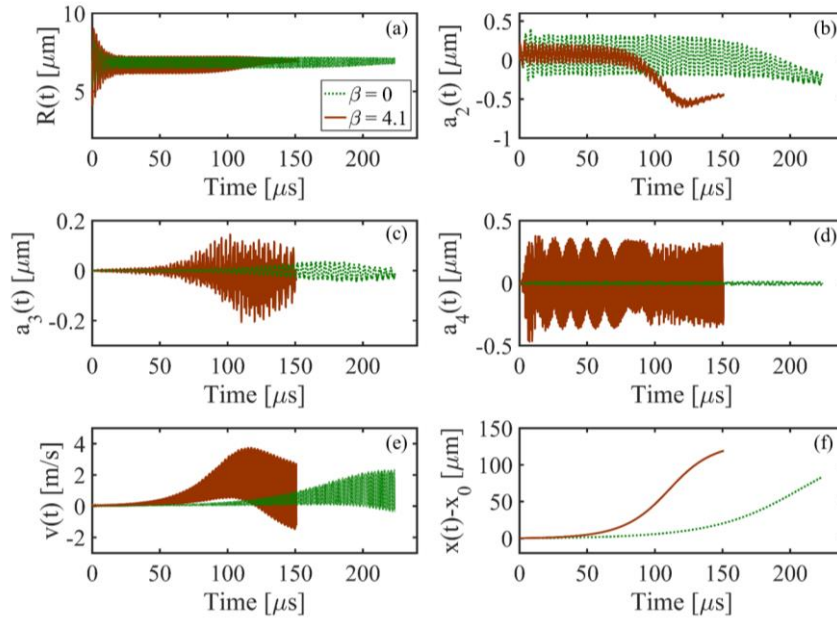 (a)
10
5
R(t) [μm]
0 50 100 150 200
Time [μs]
β = 0
β = 4.1
(b)
0.5
0
-0.5
-1
a₂(t) [μm]
0 50 100 150 200
Time [μs]
(c)
0.2
0
-0.2
a₃(t) [μm]
0 50 100 150 200
Time [μs]
(d)
0.5
0
-0.5
a₄(t) [μm]
0 50 100 150 200
Time [μs]
(e)
4
2
0
-2
v(t) [m/s]
0 50 100 150 200
Time [μs]
(f)
150
100
50
0
x(t)-x₀ [μm]
0 50 100 150 200
Time [μs]